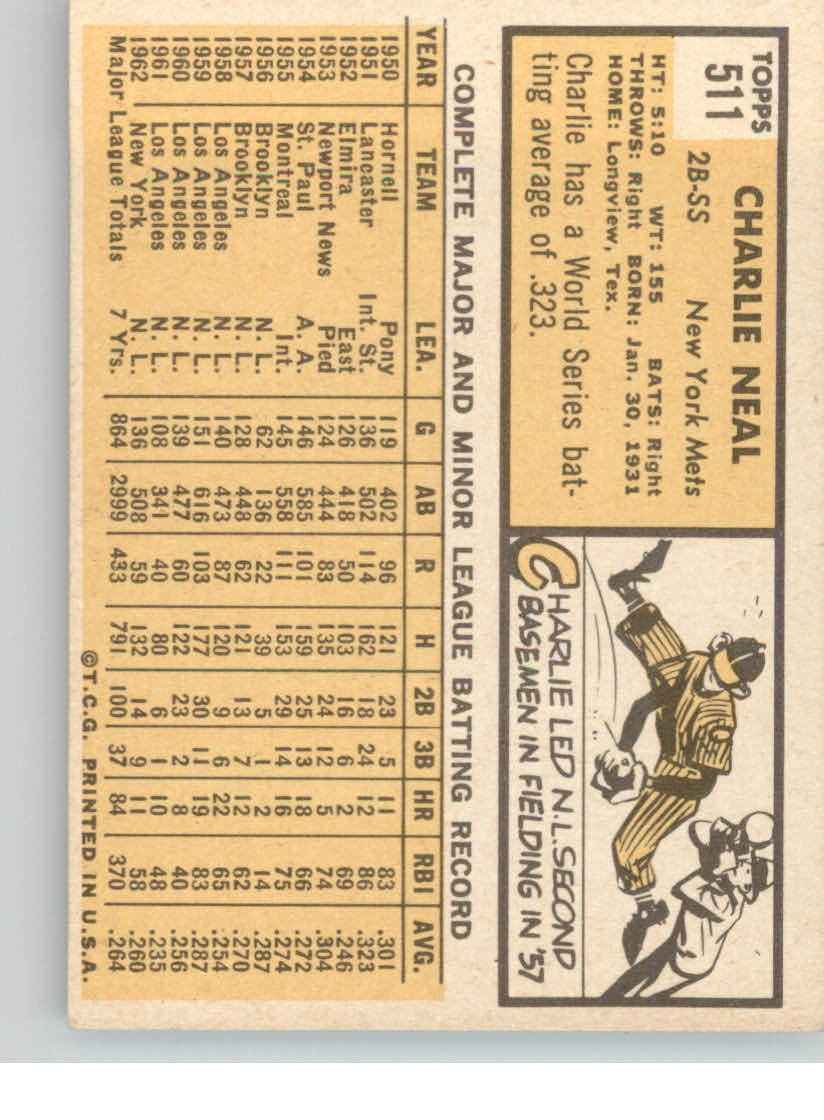 TOPPS
511
CHARLIE NEAL
2B-SS New York Mets
HT: 5:10 WT: 155 BATS: Right
THROWS: Right BORN: Jan. 30, 1931
HOME: Longview, Tex.
Charlie has a World Series bat-
ting average of .323.
CHARLIE LED N.L. SECOND
BASEMEN IN FIELDING IN '57
COMPLETE MAJOR AND MINOR LEAGUE BATTING RECORD
YEAR TEAM LEA. G AB R H 2B 3B HR RBI AVG.
1950 Hornell Pony 119 402 96 121 23 5 11 83 .301
1951 Lancaster Int. St. 136 502 114 162 18 24 12 86 .323
1952 Elmira East 126 418 50 103 16 6 2 69 .246
1953 Newport News Pied 124 444 83 135 24 12 5 74 .304
1954 St. Paul A. A. 146 585 101 159 25 13 18 66 .272
1955 Montreal Int. 145 558 111 153 29 14 16 75 .274
1956 Brooklyn N. L. 62 136 22 39 5 1 2 14 .287
1957 Brooklyn N. L. 128 448 62 121 13 7 12 62 .270
1958 Los Angeles N. L. 140 473 87 120 9 6 22 65 .254
1959 Los Angeles N. L. 151 616 103 177 30 11 19 83 .287
1960 Los Angeles N. L. 139 477 60 122 23 2 8 40 .256
1961 Los Angeles N. L. 108 341 40 80 6 1 10 48 .235
1962 New York N. L. 136 508 59 132 14 9 11 58 .260
Major League Totals 7 Yrs. 864 2999 433 791 100 37 84 370 .264
©T.C.G. PRINTED IN U.S.A.